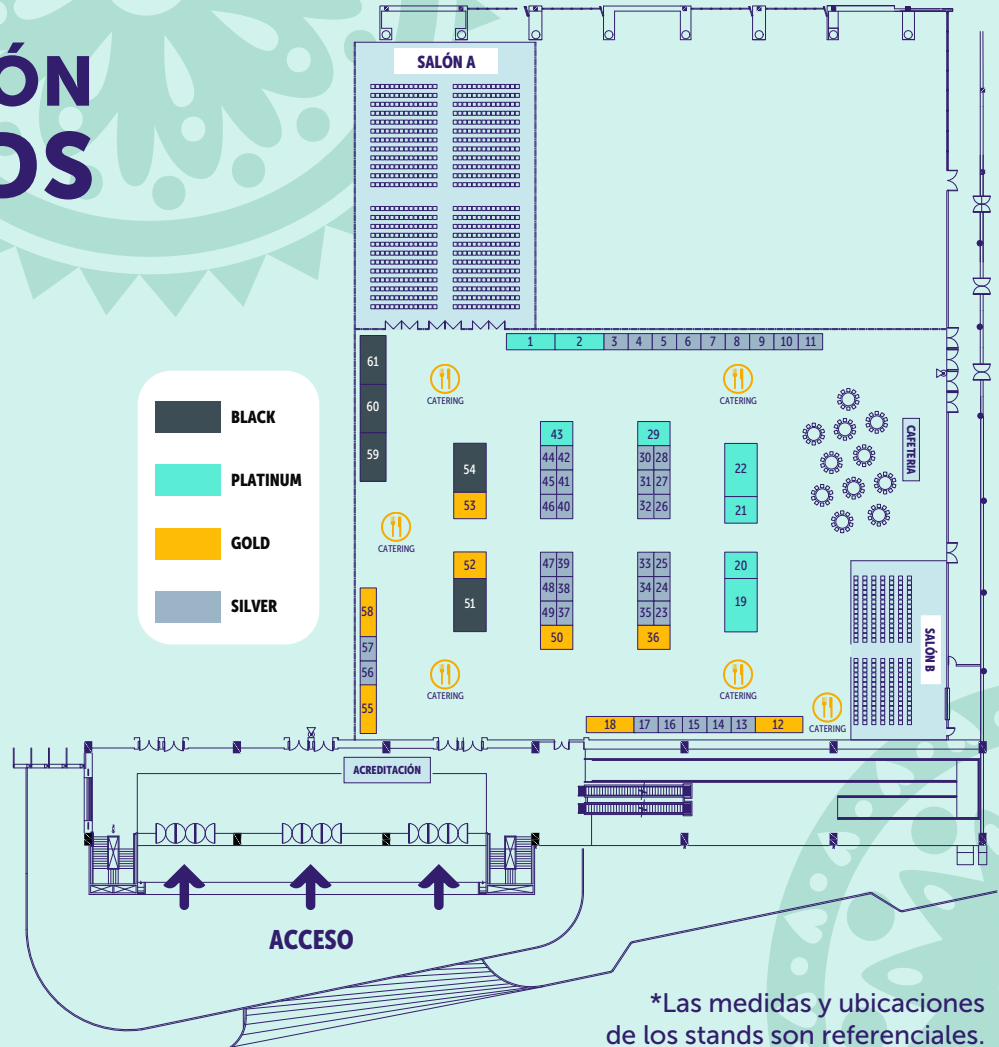 ÓN
OS
SALÓN A
1 2 3 4 5 6 7 8 9 10 11
61
60
59
CATERING
CATERING
BLACK
PLATINUM
GOLD
SILVER
CAFETERIA
43
44 42
45 41
46 40
29
30 28
31 27
32 26
54
53
22
21
CATERING
52
51
47 39
48 38
49 37
50
33 25
34 24
35 23
36
20
19
58
57
56
55
SALÓN B
CATERING
CATERING
CATERING
18 17 16 15 14 13 12
ACREDITACIÓN
ACCESO
*Las medidas y ubicaciones
de los stands son referenciales.